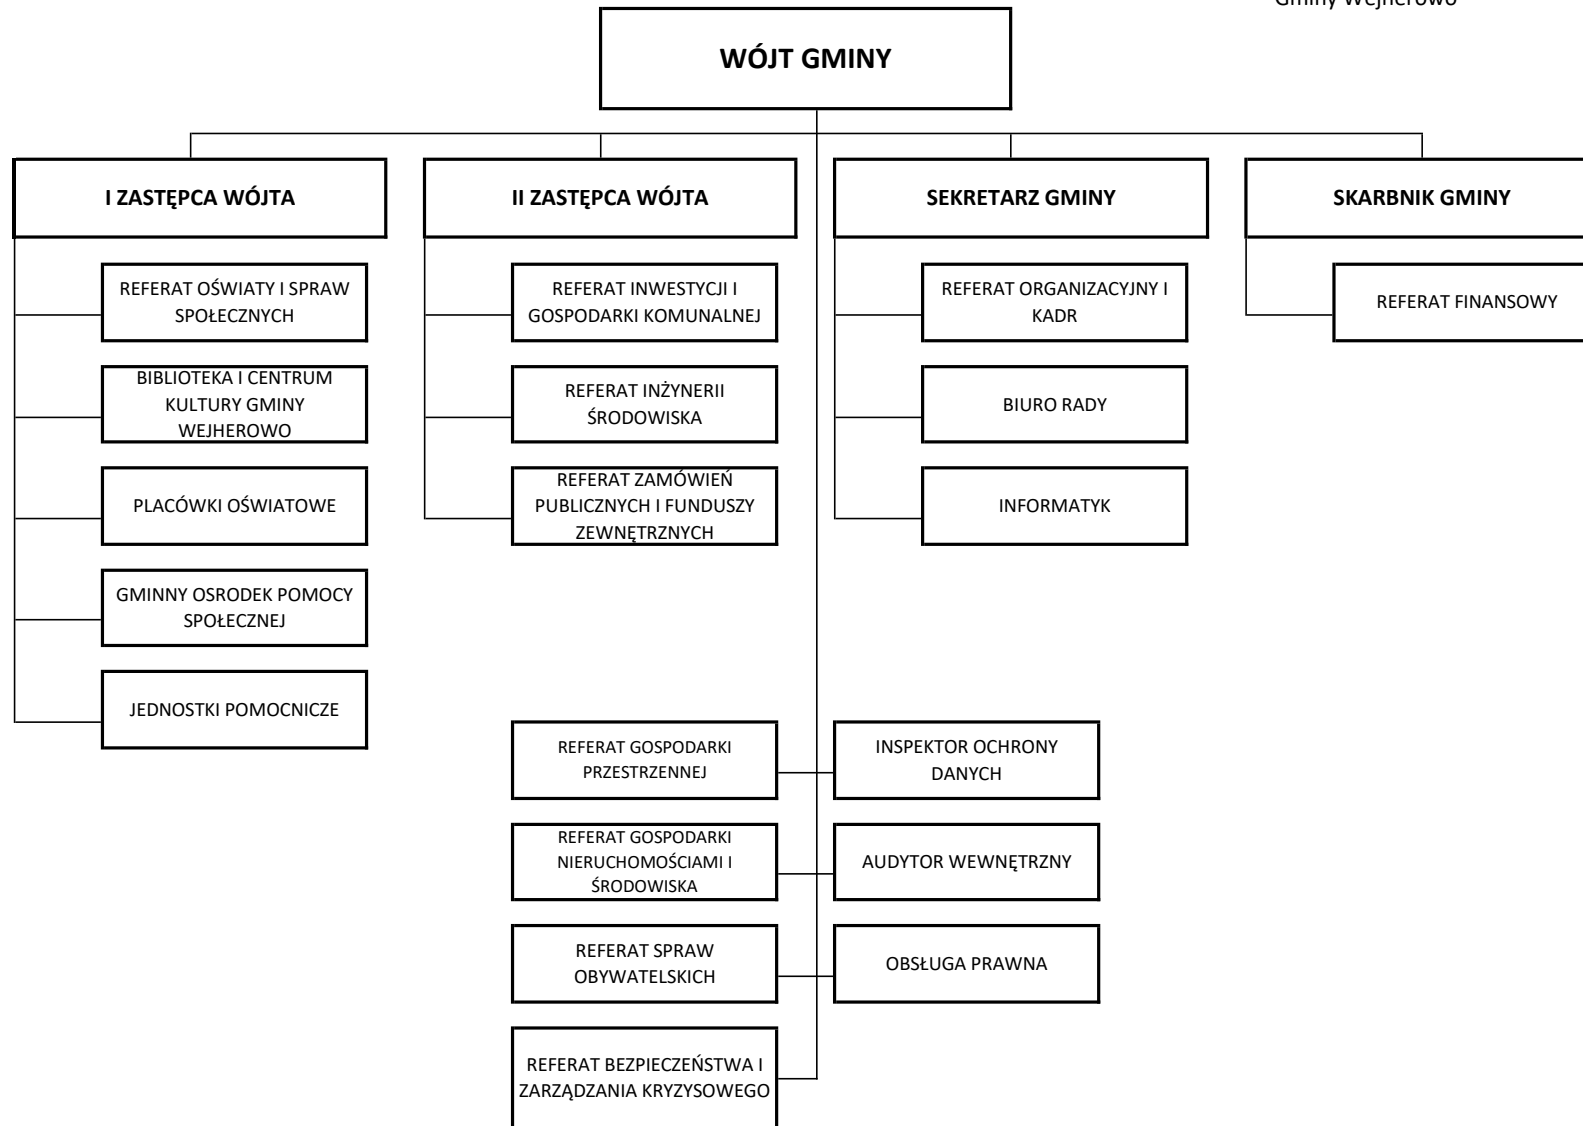 Gminy Wejherowo
WÓJT GMINY
I ZASTĘPCA WÓJTA
II ZASTĘPCA WÓJTA
SEKRETARZ GMINY
SKARBNIK GMINY
REFERAT OŚWIATY I SPRAW
SPOŁECZNYCH
REFERAT INWESTYCJI I
GOSPODARKI KOMUNALNEJ
REFERAT ORGANIZACYJNY I
KADR
REFERAT FINANSOWY
BIBLIOTEKA I CENTRUM
KULTURY GMINY
WEJHEROWO
REFERAT INŻYNERII
ŚRODOWISKA
BIURO RADY
PLACÓWKI OŚWIATOWE
REFERAT ZAMÓWIEŃ
PUBLICZNYCH I FUNDUSZY
ZEWNĘTRZNYCH
INFORMATYK
GMINNY OSRODEK POMOCY
SPOŁECZNEJ
JEDNOSTKI POMOCNICZE
REFERAT GOSPODARKI
PRZESTRZENNEJ
INSPEKTOR OCHRONY
DANYCH
REFERAT GOSPODARKI
NIERUCHOMOŚCIAMI I
ŚRODOWISKA
AUDYTOR WEWNĘTRZNY
REFERAT SPRAW
OBYWATELSKICH
OBSŁUGA PRAWNA
REFERAT BEZPIECZEŃSTWA I
ZARZĄDZANIA KRYZYSOWEGO